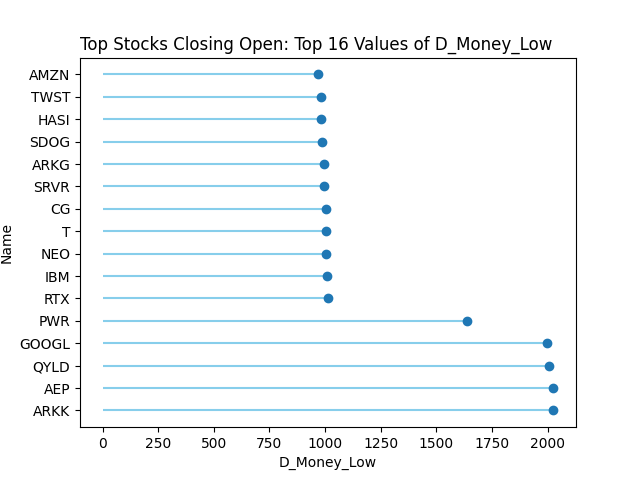 Top Stocks Closing Open: Top 16 Values of D_Money_Low
AMZN
TWST
HASI
SDOG
ARKG
SRVR
CG
T
NEO
IBM
RTX
PWR
GOOGL
QYLD
AEP
ARKK
Name
0 250 500 750 1000 1250 1500 1750 2000
D_Money_Low